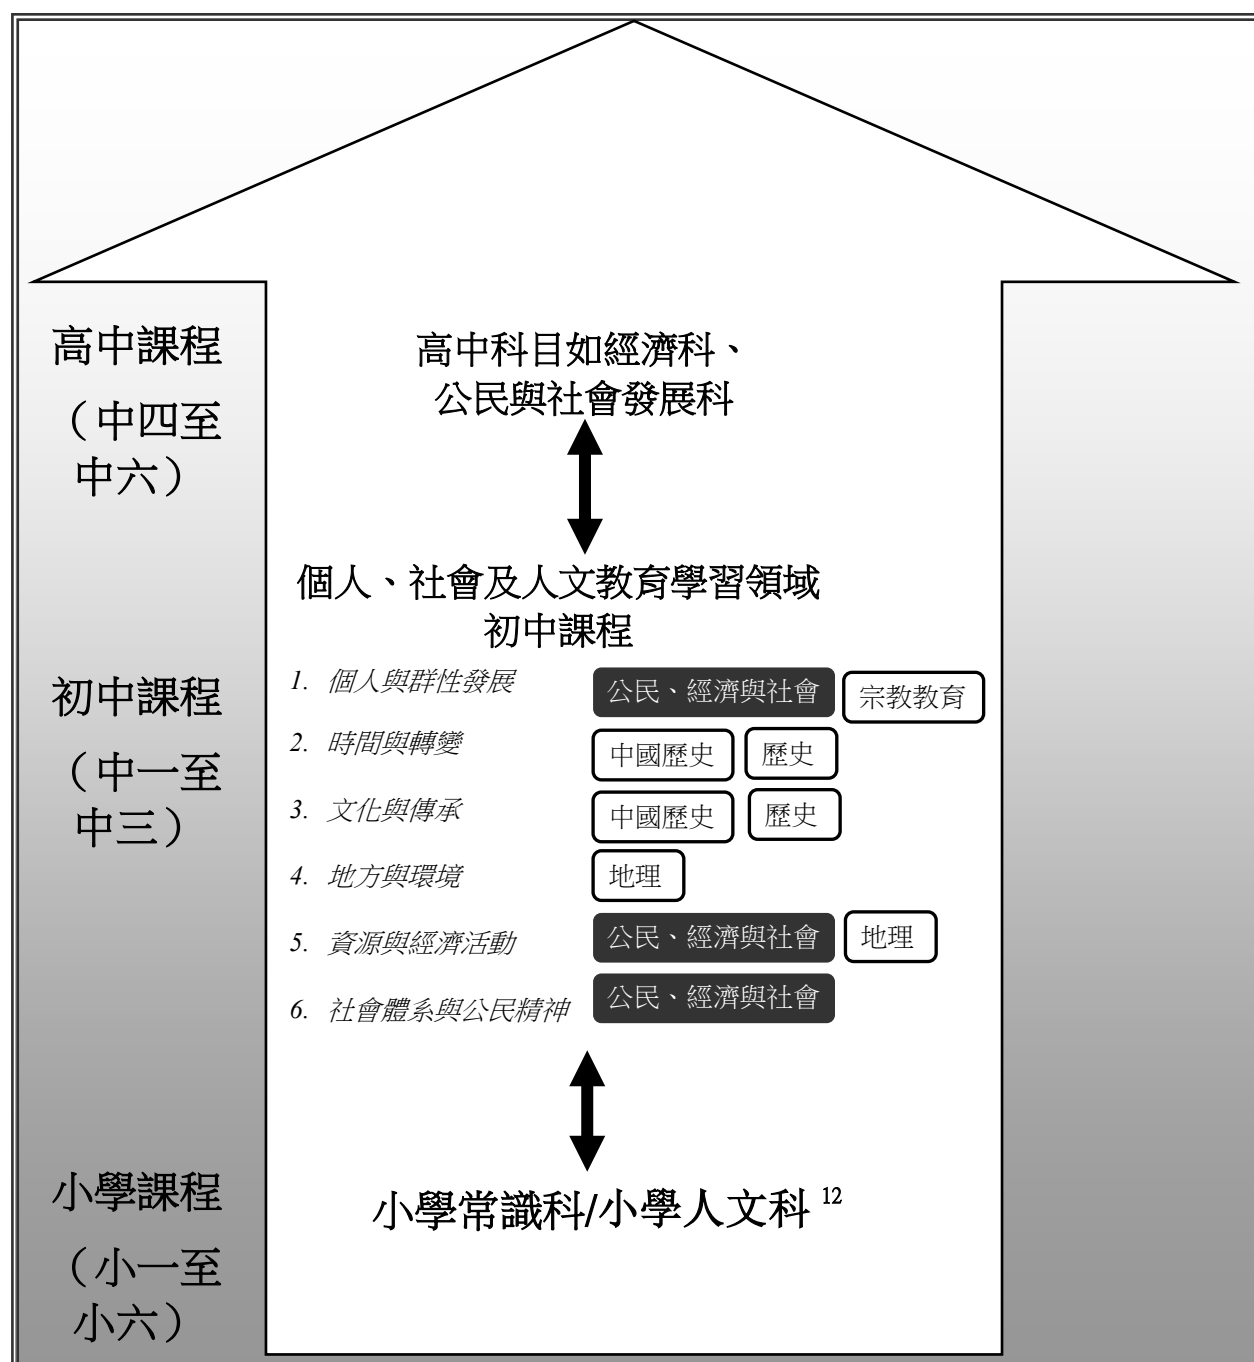 高中課程
（中四至
中六）
高中科目如經濟科、
公民與社會發展科
個人、社會及人文教育學習領域
初中課程
初中課程
（中一至
中三）
1. 個人與群性發展 公民、經濟與社會 宗教教育
2. 時間與轉變 中國歷史 歷史
3. 文化與傳承 中國歷史 歷史
4. 地方與環境 地理
5. 資源與經濟活動 公民、經濟與社會 地理
6. 社會體系與公民精神 公民、經濟與社會
小學課程
（小一至
小六）
小學常識科/小學人文科 12